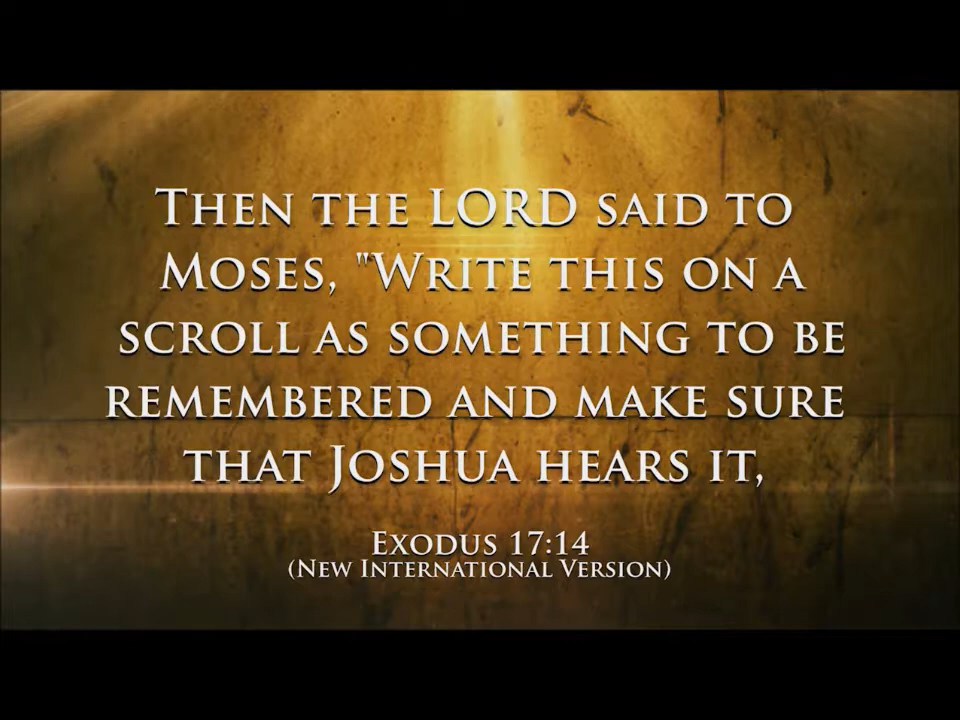 Then the LORD said to
Moses, "Write this on a
scroll as something to be
remembered and make sure
that Joshua hears it,
Exodus 17:14
(New International Version)